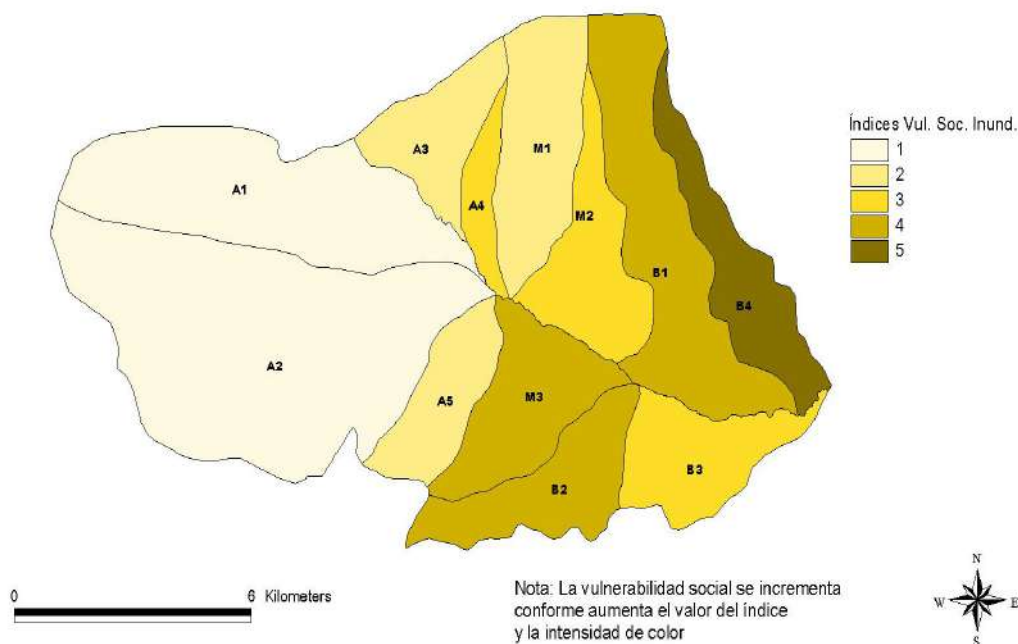 Índices Vul. Soc. Inund.
1
2
3
4
5
A1
A2
A3
A4
A5
M1
M2
M3
B1
B2
B3
B4
0 6 Kilometers
Nota: La vulnerabilidad social se incrementa
conforme aumenta el valor del índice
y la intensidad de color
N
W E
S